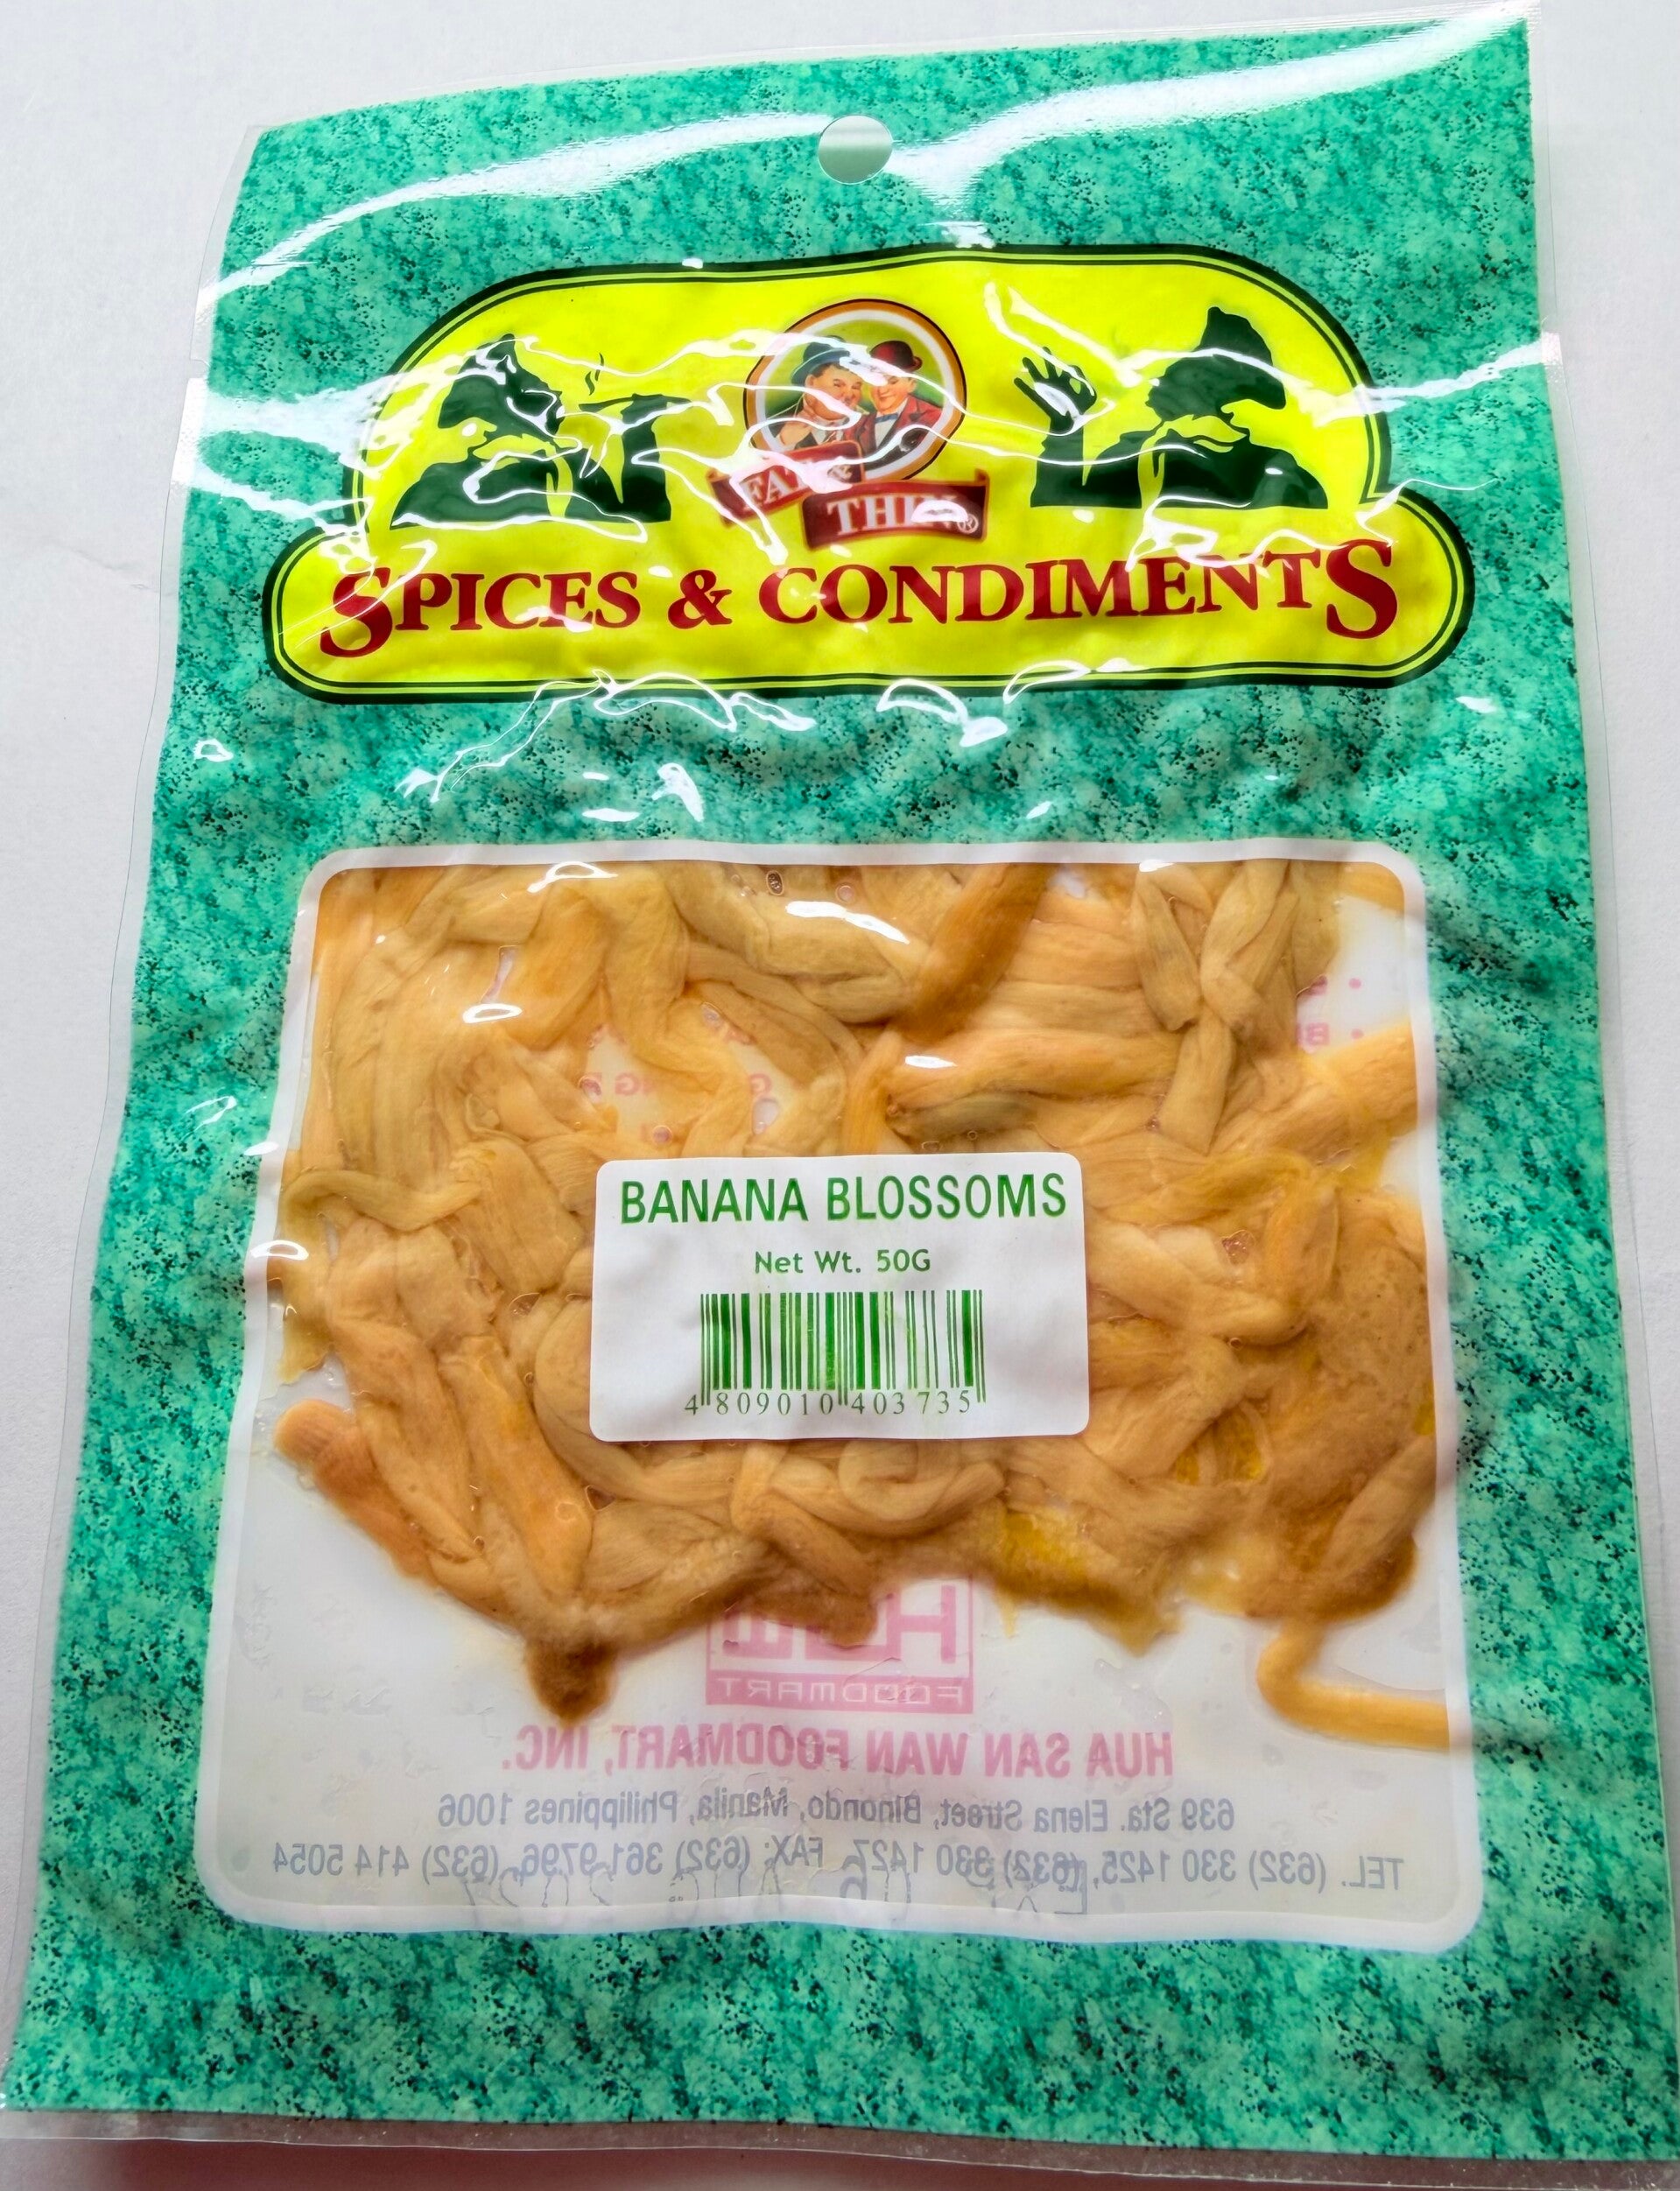 FAT &
THIN®
SPICES & CONDIMENTS
BANANA BLOSSOMS
Net Wt. 50G
4 809010 403735
FOODMART
HUA SAN WAN FOODMART, INC.
639 Sta. Elena Street, Binondo, Manila, Philippines 1006
TEL. (632) 330 1425, (632) 330 1427, FAX: (632) 361 9796, (632) 414 5054